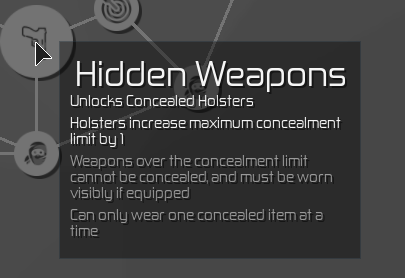 Hidden Weapons
Unlocks Concealed Holsters
Holsters increase maximum concealment
limit by 1
Weapons over the concealment limit
cannot be concealed, and must be worn
visibly if equipped
Can only wear one concealed item at a
time